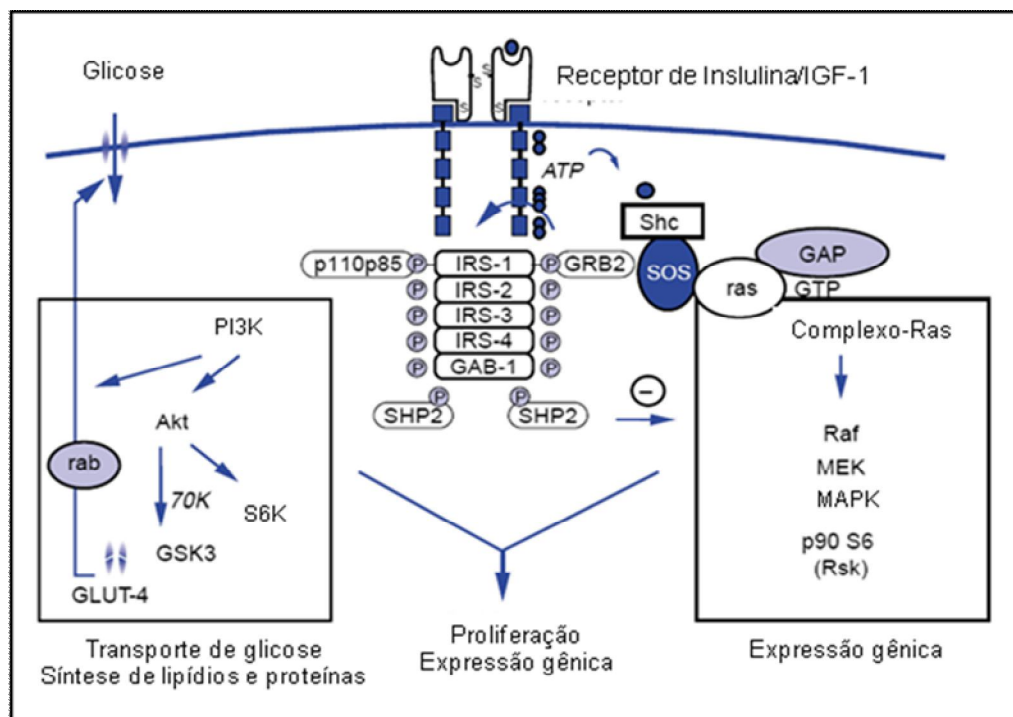 Glicose
Receptor de Inslulina/IGF-1
S
S
S
S
ATP
Shc
GAP
SOS
ras
GTP
p110p85
P
IRS-1
P
GRB2
P
IRS-2
P
P
IRS-3
P
P
IRS-4
P
P
GAB-1
P
P
P
SHP2
SHP2
−
PI3K
Akt
rab
70K
S6K
GSK3
GLUT-4
Complexo-Ras
Raf
MEK
MAPK
p90 S6
(Rsk)
Transporte de glicose
Síntese de lipídios e proteínas
Proliferação
Expressão gênica
Expressão gênica